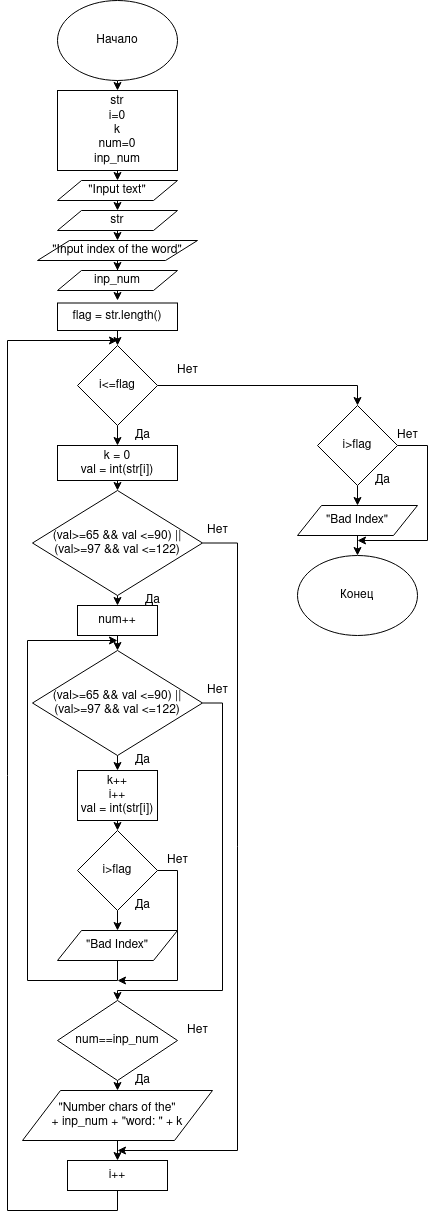 Начало
str
i=0
k
num=0
inp_num
"Input text"
str
"Input index of the word"
inp_num
flag = str.length()
i<=flag
Нет
Да
k = 0
val = int(str[i])
i>flag
Нет
Да
"Bad Index"
Конец
(val>=65 && val <=90) ||
(val>=97 && val <=122)
Нет
Да
num++
(val>=65 && val <=90) ||
(val>=97 && val <=122)
Нет
Да
k++
i++
val = int(str[i])
i>flag
Нет
Да
"Bad Index"
num==inp_num
Нет
Да
"Number chars of the"
+ inp_num + "word: " + k
i++